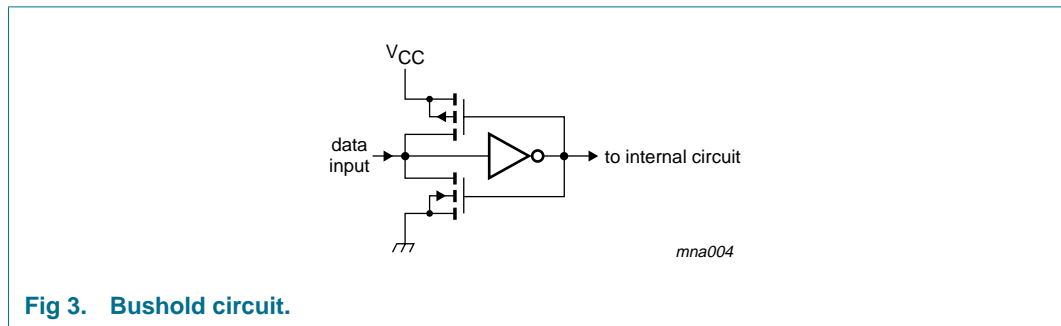 VCC
data
input
to internal circuit
mna004
Fig 3. Bushold circuit.